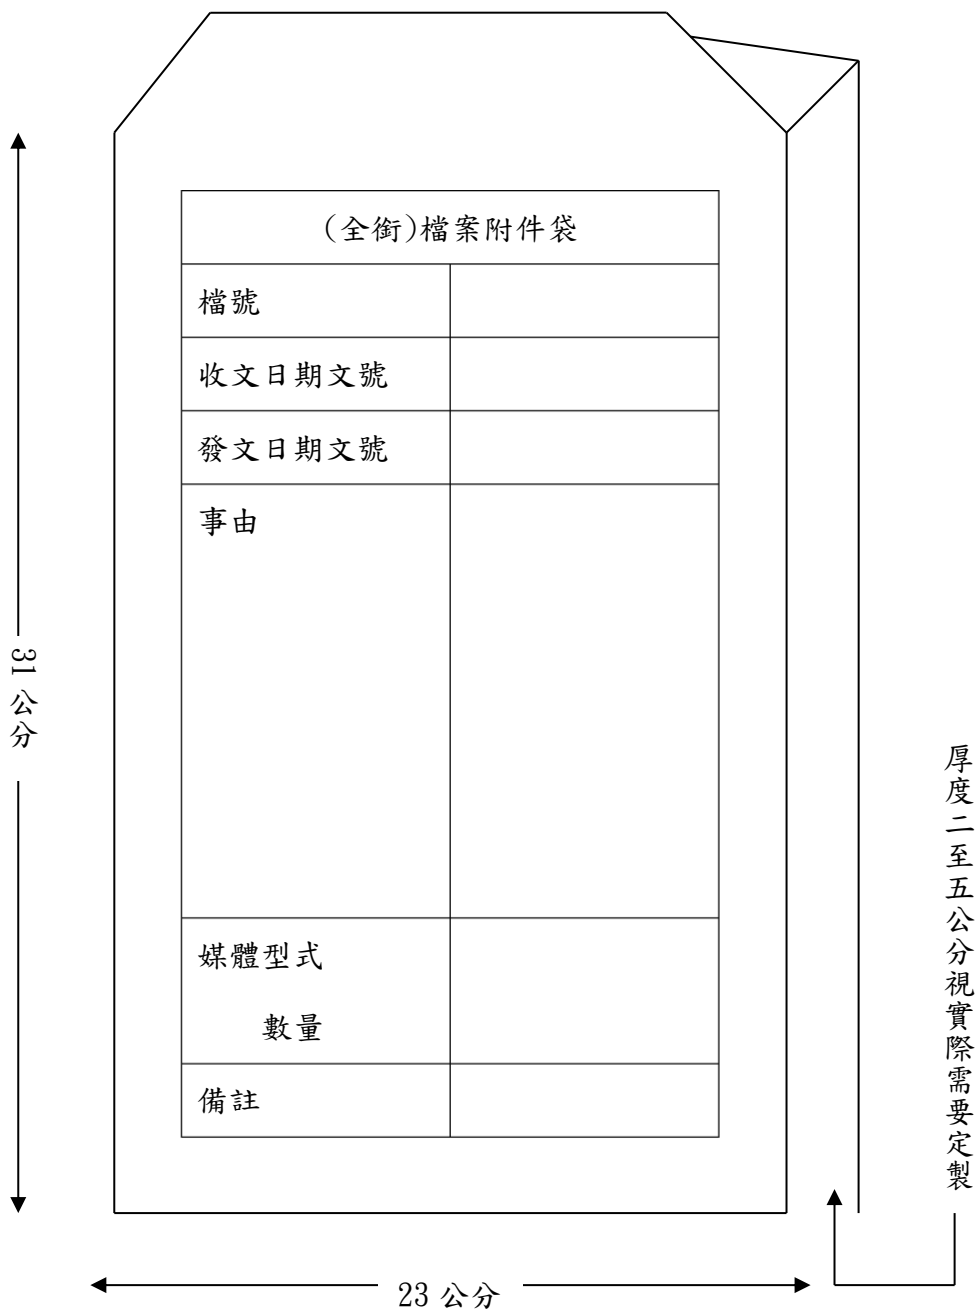 (全銜)檔案附件袋
檔號
收文日期文號
發文日期文號
事由
媒體型式
數量
備註
31 公分
23 公分
厚度二至五公分視實際需要定製